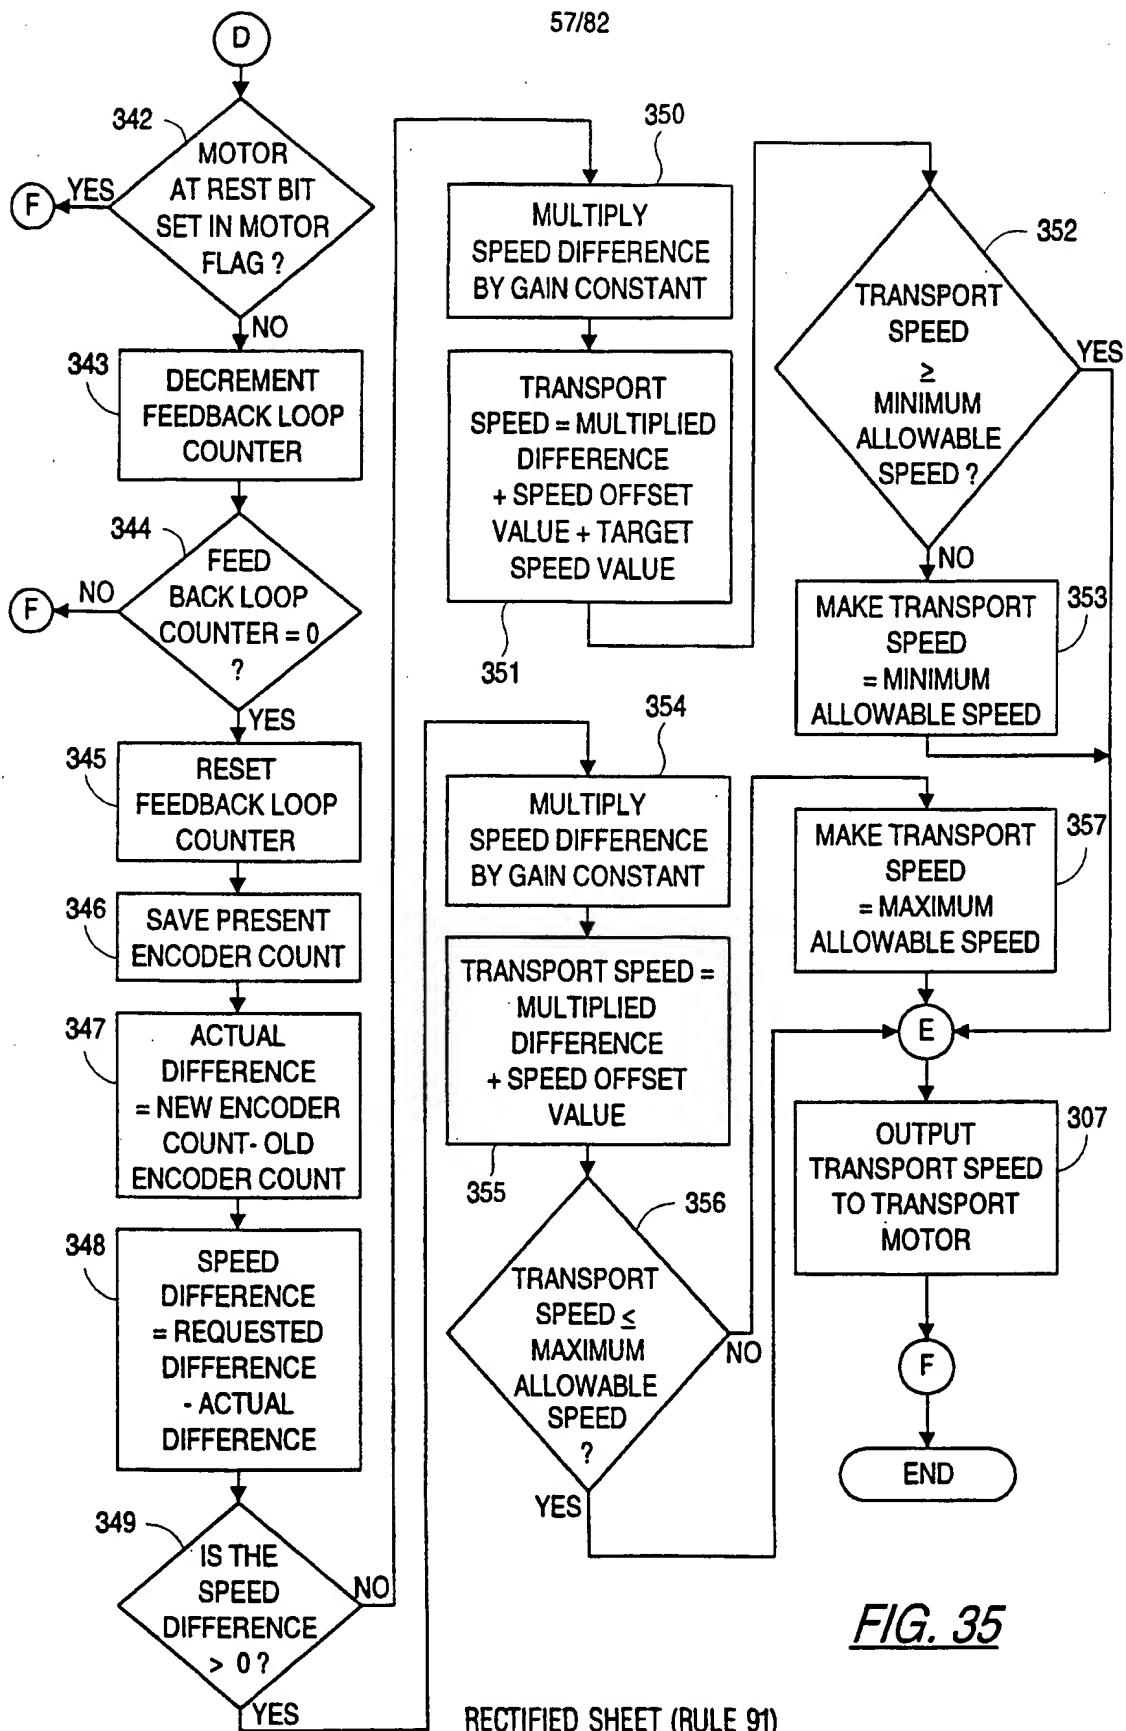 57/82
D
342
MOTOR
AT REST BIT
SET IN MOTOR
FLAG ?
YES
F
NO
343
DECREMENT
FEEDBACK LOOP
COUNTER
344
FEED
BACK LOOP
COUNTER = 0
?
NO
F
YES
345
RESET
FEEDBACK LOOP
COUNTER
346
SAVE PRESENT
ENCODER COUNT
347
ACTUAL
DIFFERENCE
= NEW ENCODER
COUNT- OLD
ENCODER COUNT
348
SPEED
DIFFERENCE
= REQUESTED
DIFFERENCE
- ACTUAL
DIFFERENCE
349
IS THE
SPEED
DIFFERENCE
> 0 ?
NO
YES
350
MULTIPLY
SPEED DIFFERENCE
BY GAIN CONSTANT
TRANSPORT
SPEED = MULTIPLIED
DIFFERENCE
+ SPEED OFFSET
VALUE + TARGET
SPEED VALUE
351
352
TRANSPORT
SPEED
≥
MINIMUM
ALLOWABLE
SPEED ?
YES
NO
MAKE TRANSPORT
SPEED
= MINIMUM
ALLOWABLE SPEED
353
354
MULTIPLY
SPEED DIFFERENCE
BY GAIN CONSTANT
TRANSPORT SPEED =
MULTIPLIED
DIFFERENCE
+ SPEED OFFSET
VALUE
355
356
TRANSPORT
SPEED ≤
MAXIMUM
ALLOWABLE
SPEED
?
NO
YES
MAKE TRANSPORT
SPEED
= MAXIMUM
ALLOWABLE SPEED
357
E
OUTPUT
TRANSPORT SPEED
TO TRANSPORT
MOTOR
307
F
END
FIG. 35
RECTIFIED SHEET (RULE 91)